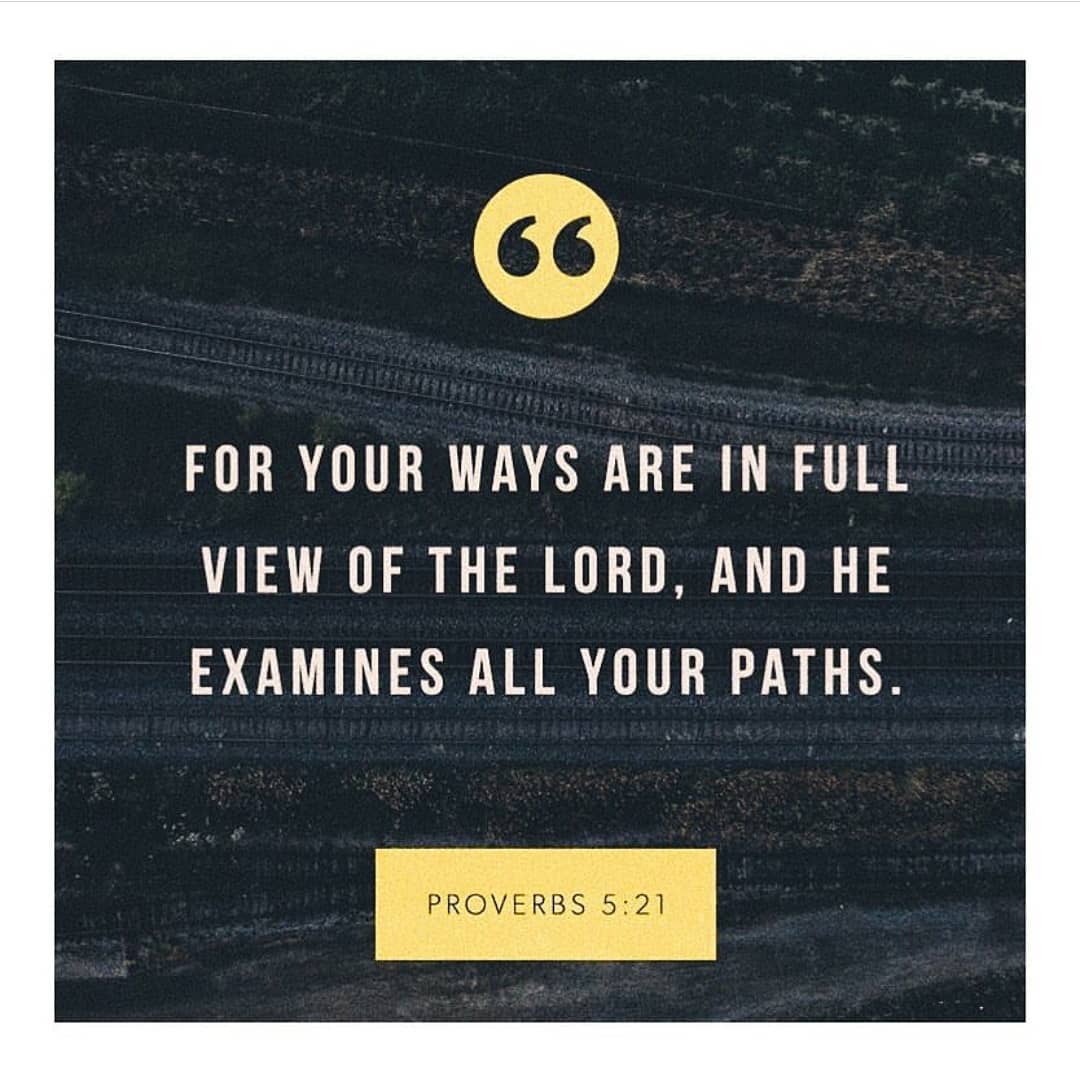 “
FOR YOUR WAYS ARE IN FULL
VIEW OF THE LORD, AND HE
EXAMINES ALL YOUR PATHS.
PROVERBS 5:21